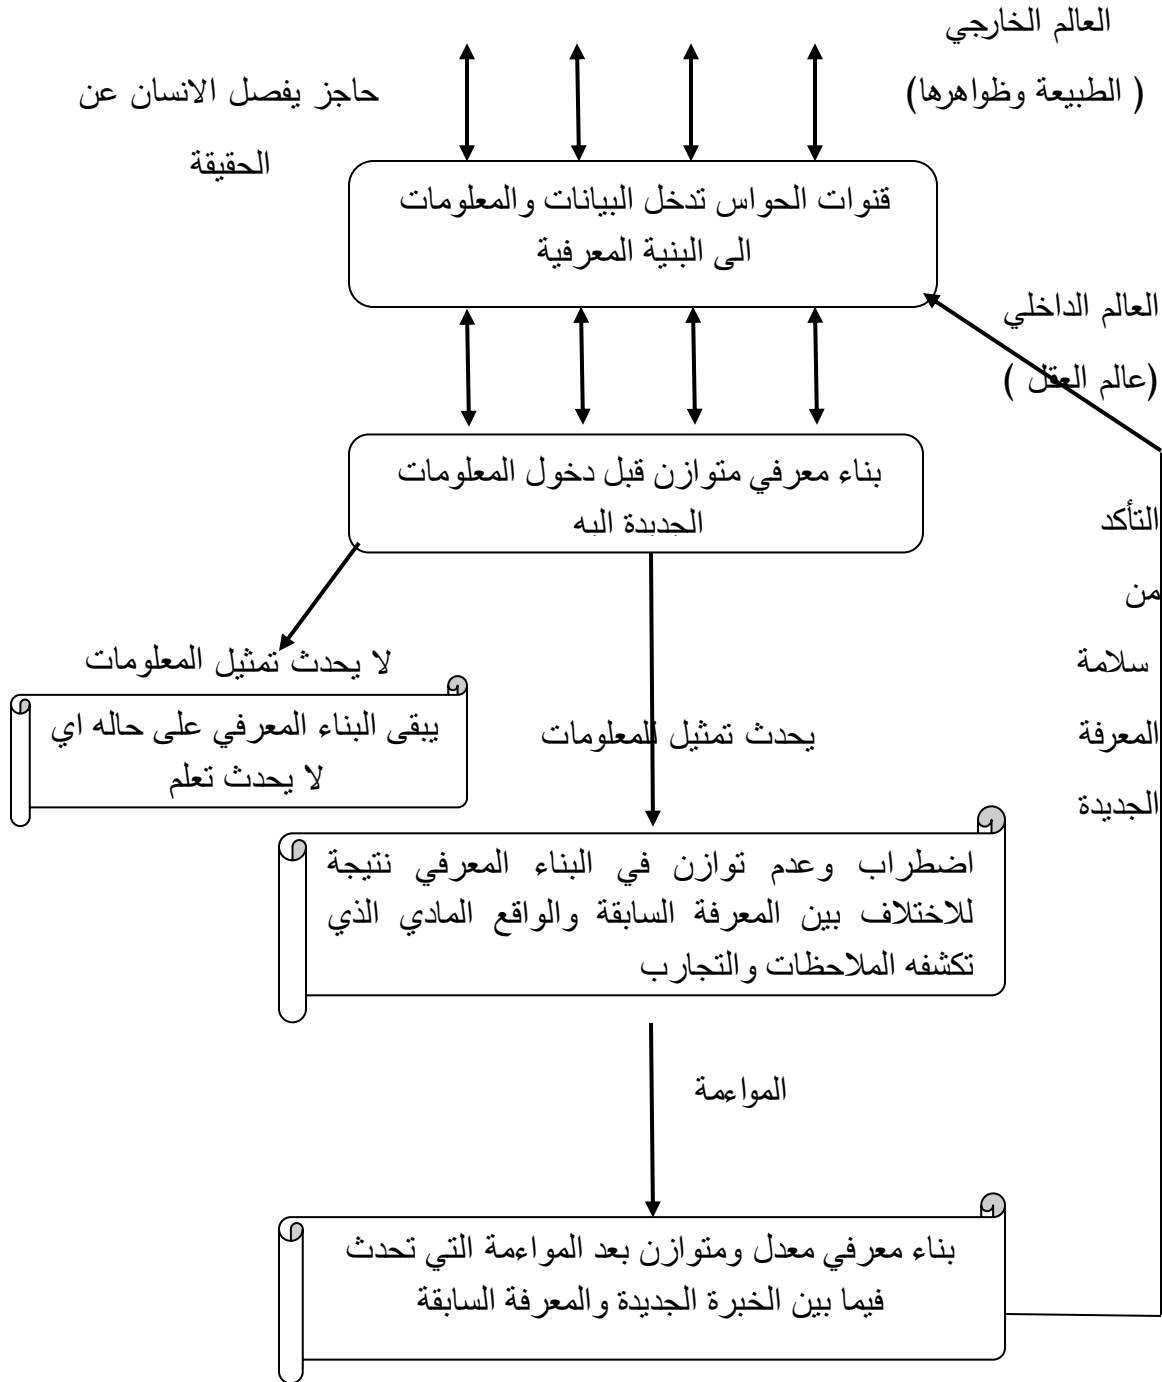 العالم الخارجي
( الطبيعة وظواهرها)
حاجز يفصل الانسان عن
الحقيقة
قنوات الحواس تدخل البيانات والمعلومات
الى البنية المعرفية
العالم الداخلي
(عالم العقل )
بناء معرفي متوازن قبل دخول المعلومات
الجديدة اليه
التأكد
من
سلامة
المعرفة
الجديدة
لا يحدث تمثيل المعلومات
يبقى البناء المعرفي على حاله اي
لا يحدث تعلم
يحدث تمثيل للمعلومات
اضطراب وعدم توازن في البناء المعرفي نتيجة
للاختلاف بين المعرفة السابقة والواقع المادي الذي
تكشفه الملاحظات والتجارب
المواءمة
بناء معرفي معدل ومتوازن بعد المواءمة التي تحدث
فيما بين الخبرة الجديدة والمعرفة السابقة